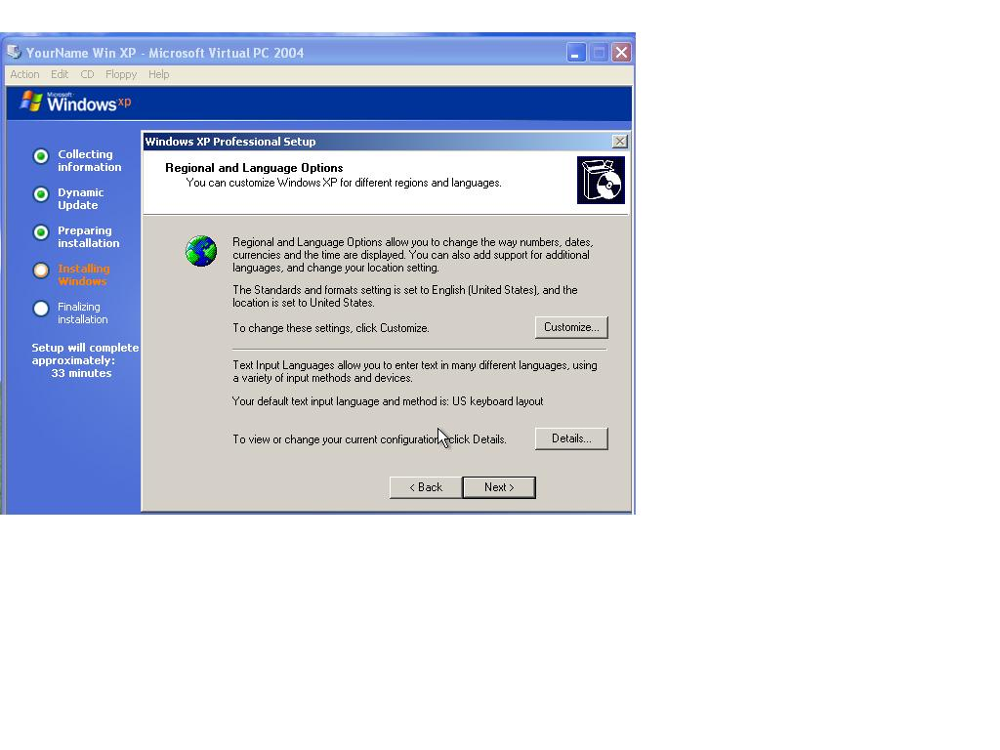 YourName Win XP - Microsoft Virtual PC 2004
Action Edit CD Floppy Help
Microsoft
Windows xp
Collecting
information
Dynamic
Update
Preparing
installation
Installing
Windows
Finalizing
installation
Setup will complete
approximately:
33 minutes
Windows XP Professional Setup
Regional and Language Options
You can customize Windows XP for different regions and languages.
Regional and Language Options allow you to change the way numbers, dates,
currencies and the time are displayed. You can also add support for additional
languages, and change your location setting.
The Standards and formats setting is set to English (United States), and the
location is set to United States.
To change these settings, click Customize.
Customize...
Text Input Languages allow you to enter text in many different languages, using
a variety of input methods and devices.
Your default text input language and method is: US keyboard layout
To view or change your current configuration, click Details.
Details...
< Back
Next >